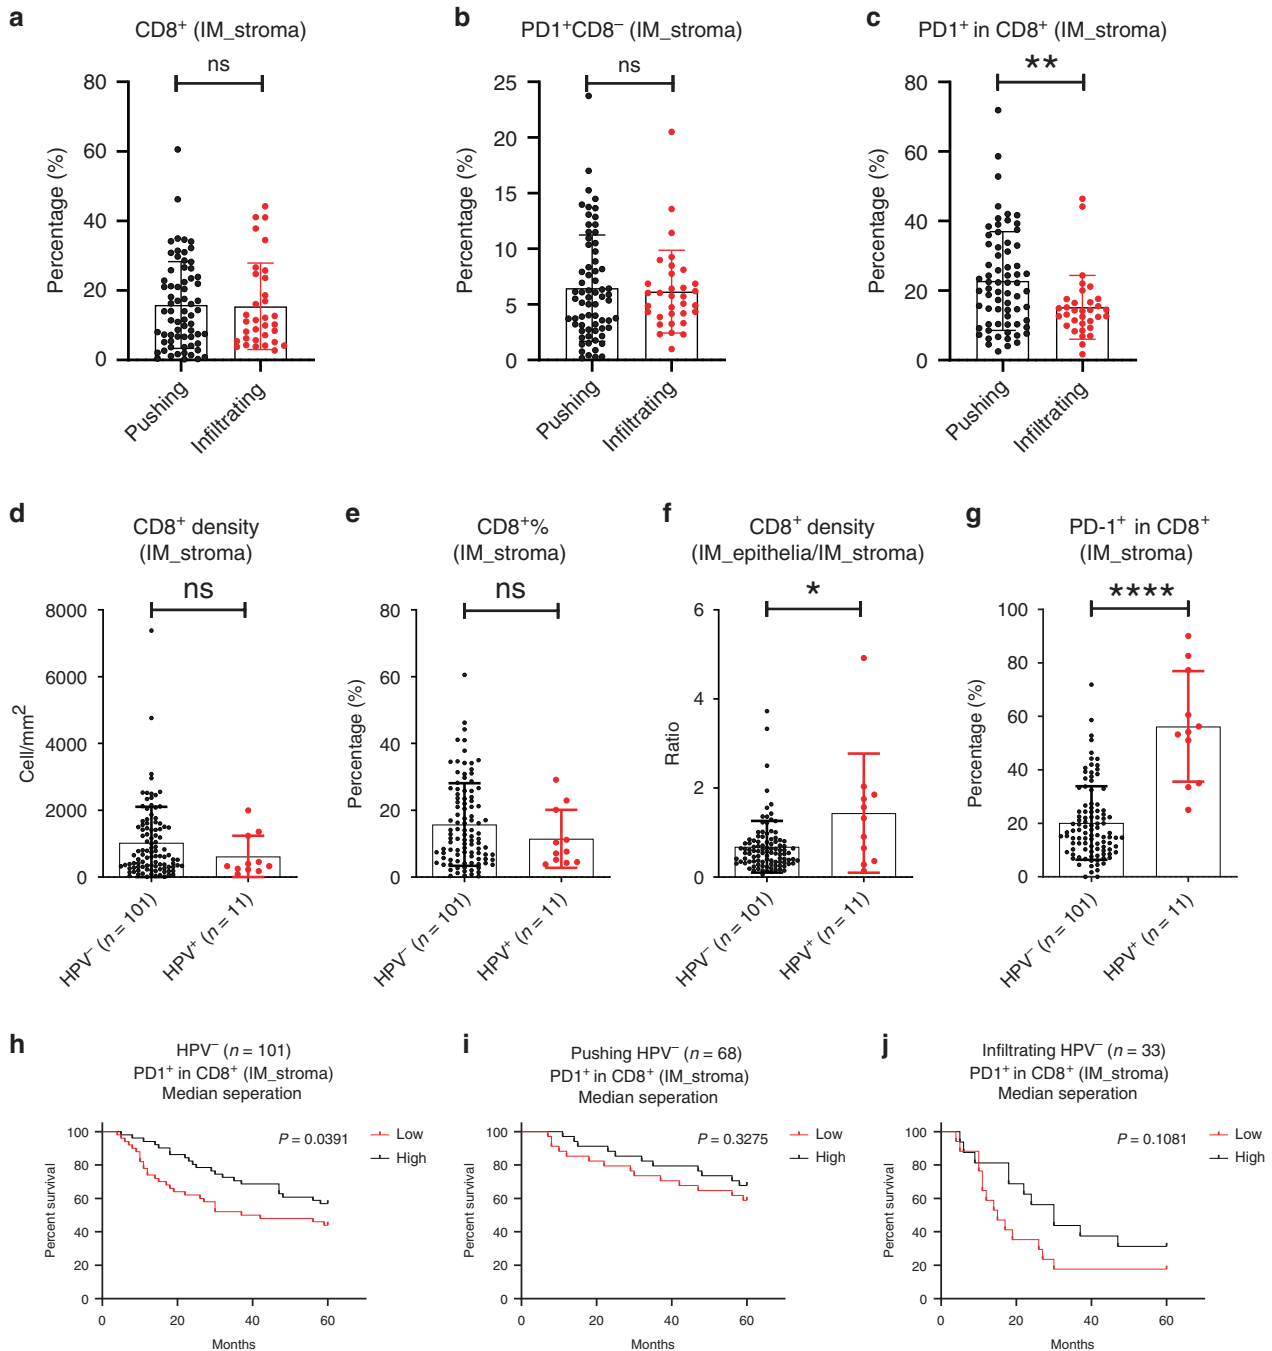 a
CD8⁺ (IM_stroma)
ns
Percentage (%)
80
60
40
20
0
Pushing
Infiltrating
b
PD1⁺CD8⁻ (IM_stroma)
ns
Percentage (%)
25
20
15
10
5
0
Pushing
Infiltrating
c
PD1⁺ in CD8⁺ (IM_stroma)
**
Percentage (%)
80
60
40
20
0
Pushing
Infiltrating
d
CD8⁺ density
(IM_stroma)
ns
Cell/mm²
8000
6000
4000
2000
0
HPV⁻ (n = 101)
HPV⁺ (n = 11)
e
CD8⁺%
(IM_stroma)
ns
Percentage (%)
80
60
40
20
0
HPV⁻ (n = 101)
HPV⁺ (n = 11)
f
CD8⁺ density
(IM_epithelia/IM_stroma)
*
Ratio
6
4
2
0
HPV⁻ (n = 101)
HPV⁺ (n = 11)
g
PD-1⁺ in CD8⁺
(IM_stroma)
****
Percentage (%)
100
80
60
40
20
0
HPV⁻ (n = 101)
HPV⁺ (n = 11)
h
HPV⁻ (n = 101)
PD1⁺ in CD8⁺ (IM_stroma)
Median seperation
P = 0.0391
Low
High
Percent survival
100
80
60
40
20
0
0 20 40 60
Months
i
Pushing HPV⁻ (n = 68)
PD1⁺ in CD8⁺ (IM_stroma)
Median seperation
P = 0.3275
Low
High
Percent survival
100
80
60
40
20
0
0 20 40 60
Months
j
Infiltrating HPV⁻ (n = 33)
PD1⁺ in CD8⁺ (IM_stroma)
Median seperation
P = 0.1081
Low
High
Percent survival
100
80
60
40
20
0
0 20 40 60
Months